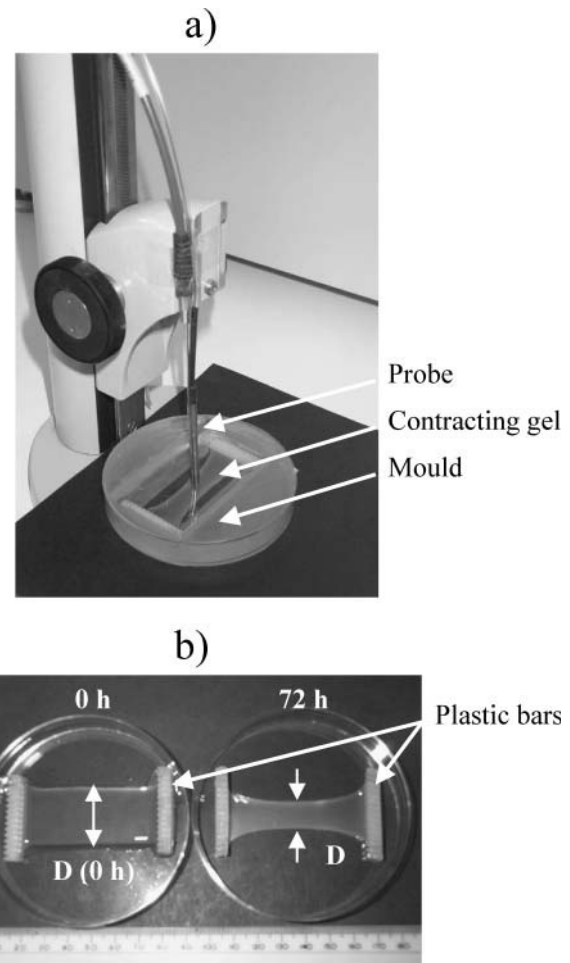 a)
Probe
Contracting gel
Mould
b)
0 h
72 h
Plastic bars
D (0 h)
D